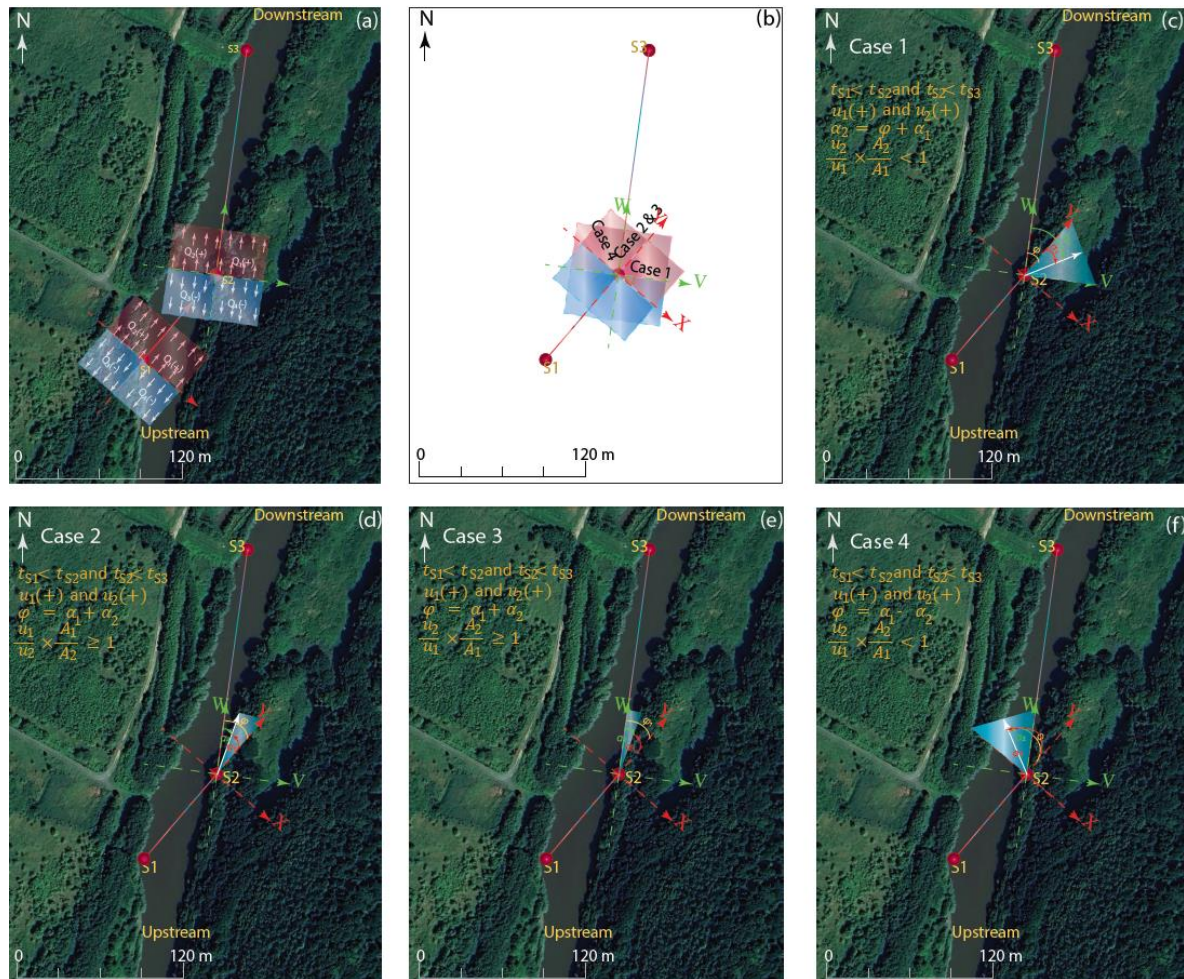 N
Downstream
(a)
S3
Q₂(+)
Q₁(+)
S2
Q₃(-)
Q₄(-)
V
Q₂(+)
Q₁(+)
S1
Q₄(-)
X
Upstream
0
120 m
N
(b)
S3
W
Y
Case 4
Case 2 & 3
Case 1
V
X
S1
0
120 m
N
Case 1
Downstream
(c)
S3
t_S1 < t_S2 and t_S2 < t_S3
u₁(+) and u₂(+)
α₂ = φ + α₁
u₂/u₁ × A₂/A₁ < 1
W
Y
φ
S2
V
X
S1
Upstream
0
120 m
N
Case 2
Downstream
(d)
S3
t_S1 < t_S2 and t_S2 < t_S3
u₁(+) and u₂(+)
φ = α₁ + α₂
u₁/u₂ × A₁/A₂ ≥ 1
W
Y
φ
S2
V
X
S1
Upstream
0
120 m
N
Case 3
Downstream
(e)
S3
t_S1 < t_S2 and t_S2 < t_S3
u₁(+) and u₂(+)
φ = α₁ + α₂
u₂/u₁ × A₂/A₁ ≥ 1
W
Y
φ
S2
V
X
S1
Upstream
0
120 m
N
Case 4
Downstream
(f)
S3
t_S1 < t_S2 and t_S2 < t_S3
u₁(+) and u₂(+)
φ = α₁ - α₂
u₂/u₁ × A₂/A₁ < 1
W
Y
φ
S2
V
X
S1
Upstream
0
120 m